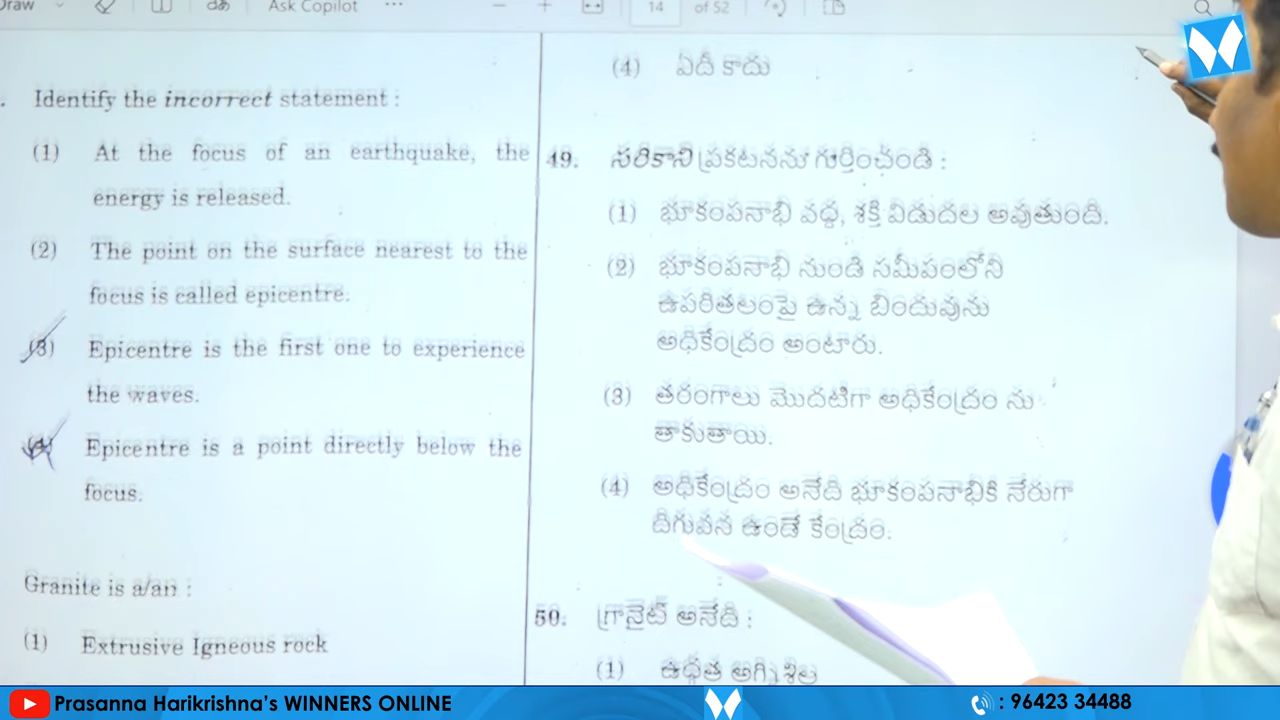 Draw
Ask Copilot
14 of 52
. Identify the incorrect statement :
(1) At the focus of an earthquake, the
energy is released.
(2) The point on the surface nearest to the
focus is called epicentre.
(3) Epicentre is the first one to experience
the waves.
(4) Epicentre is a point directly below the
focus.
Granite is a/an :
(1) Extrusive Igneous rock
(4) ఏదీ కాదు
49. సరికాని ప్రకటనను గుర్తించండి :
(1) భూకంపనాభి వద్ద, శక్తి విడుదల అవుతుంది.
(2) భూకంపనాభి నుండి సమీపంలోని
ఉపరితలంపై ఉన్న బిందువును
అధికేంద్రం అంటారు.
(3) తరంగాలు మొదటిగా అధికేంద్రం ను
తాకుతాయి.
(4) అధికేంద్రం అనేది భూకంపనాభికి నేరుగా
దిగువన ఉండే కేంద్రం.
50. గ్రానైట్ అనేది :
(1) ఉధృత అగ్నిశిల
Prasanna Harikrishna's WINNERS ONLINE
: 96423 34488